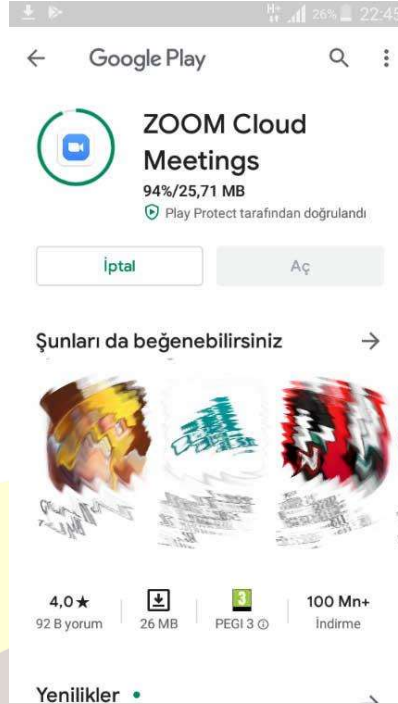 H+ 26% 22:45
Google Play
ZOOM Cloud
Meetings
94%/25,71 MB
Play Protect tarafından doğrulandı
İptal
Aç
Şunları da beğenebilirsiniz
4,0★
92 B yorum
26 MB
3
PEGI 3
100 Mn+
İndirme
Yenilikler